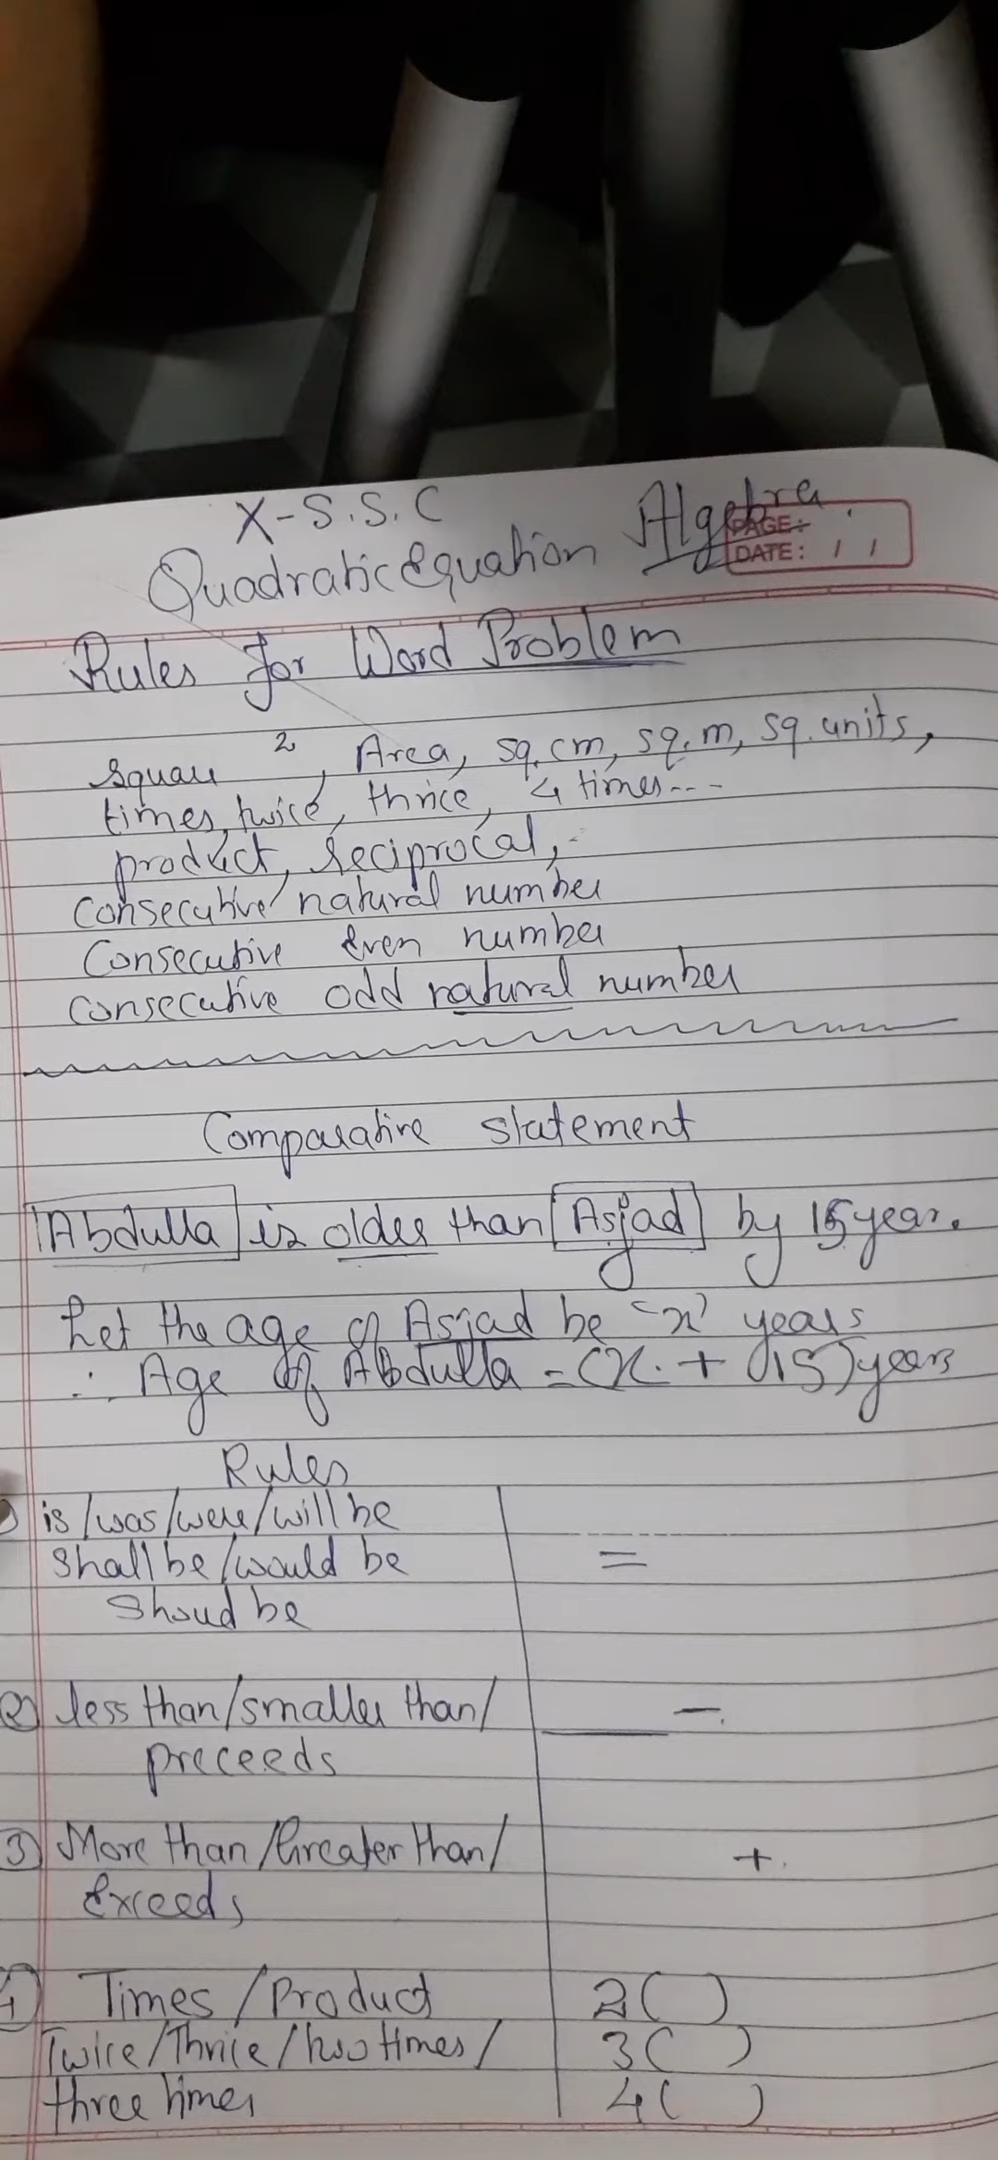 X-S.S.C Algebra
PAGE:
DATE: / /
Quadratic equation
Rules for Word Problem
square ², Area, sq.cm, sq.m, sq.units,
times, twice, thrice, 4 times---
product, reciprocal,
consecutive natural number
Consecutive even number
consecutive odd natural number
Comparative statement
Abdulla is older than Asjad by 15 year.
Let the age of Asjad be 'x' years
∴ Age of Abdulla = (x + 15) years
Rules
is/was/were/will be
shall be/would be =
shoud be
② less than/smaller than/ —
preceeds
③ More than/Greater than/ +
exceeds
④ Times/Product 2( )
Twice/Thrice/two times/ 3( )
three times 4( )